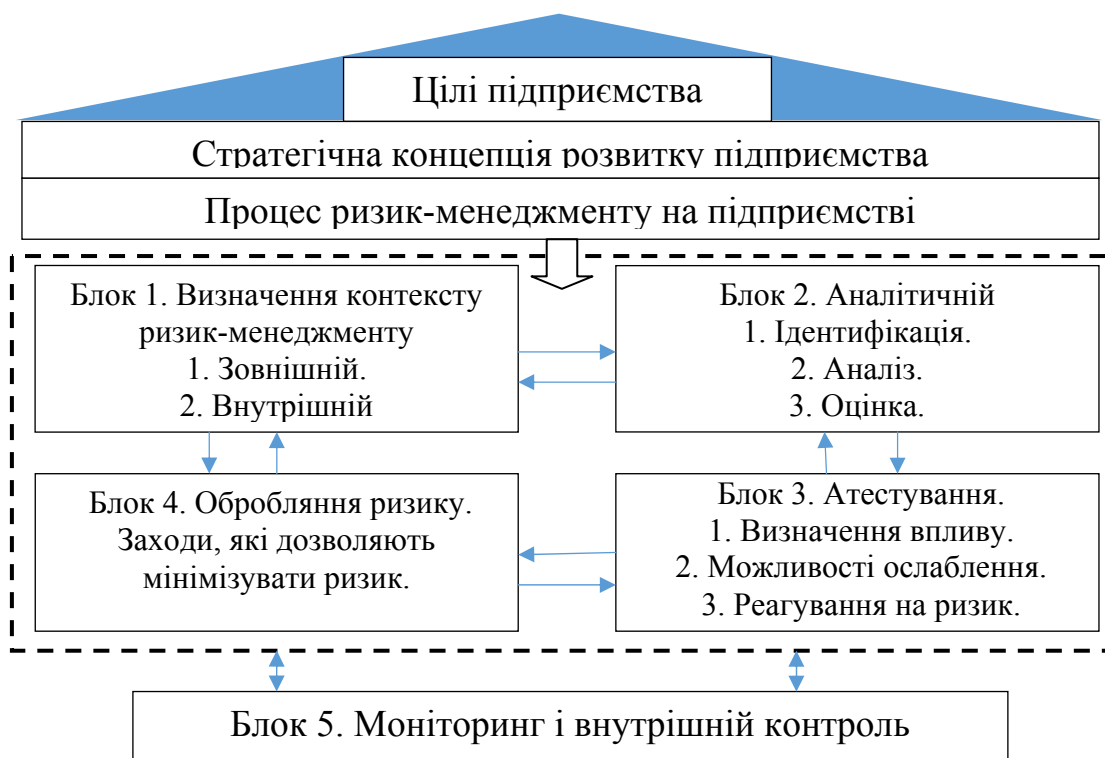 Цілі підприємства
Стратегічна концепція розвитку підприємства
Процес ризик-менеджменту на підприємстві
Блок 1. Визначення контексту
ризик-менеджменту
1. Зовнішній.
2. Внутрішній
Блок 2. Аналітичній
1. Ідентифікація.
2. Аналіз.
3. Оцінка.
Блок 4. Обробляння ризику.
Заходи, які дозволяють
мінімізувати ризик.
Блок 3. Атестування.
1. Визначення впливу.
2. Можливості ослаблення.
3. Реагування на ризик.
Блок 5. Моніторинг і внутрішній контроль